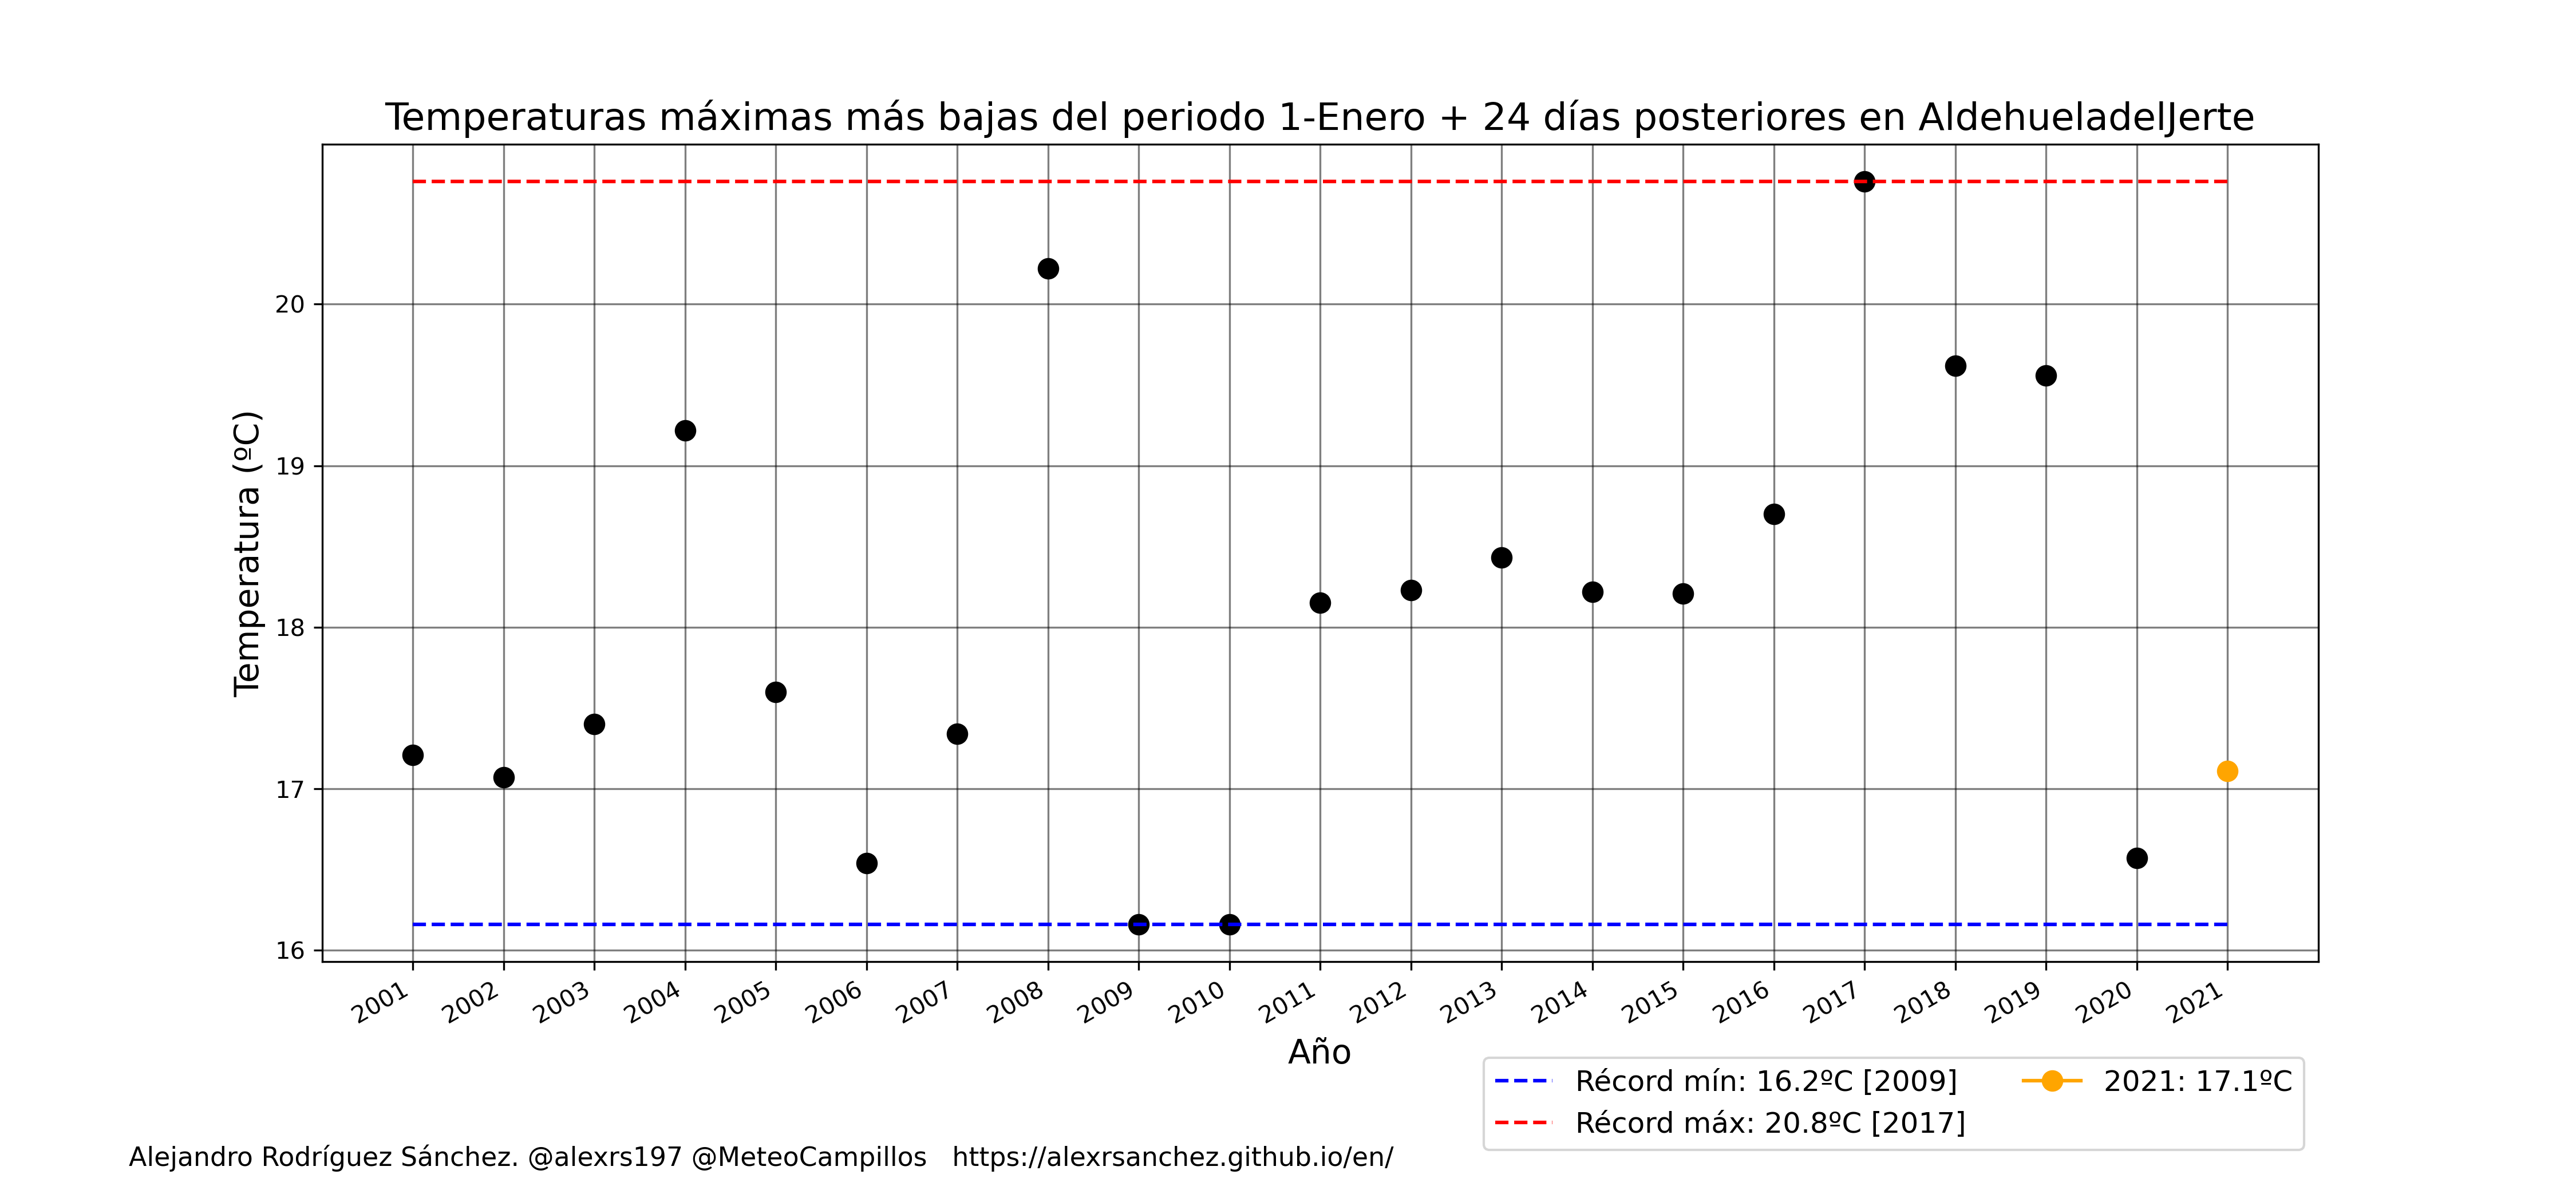 Temperaturas máximas más bajas del periodo 1-Enero + 24 días posteriores en AldehueladelJerte
Temperatura (ºC)
20
19
18
17
16
2001 2002 2003 2004 2005 2006 2007 2008 2009 2010 2011 2012 2013 2014 2015 2016 2017 2018 2019 2020 2021
Año
Récord mín: 16.2ºC [2009]
Récord máx: 20.8ºC [2017]
2021: 17.1ºC
Alejandro Rodríguez Sánchez. @alexrs197 @MeteoCampillos https://alexrsanchez.github.io/en/